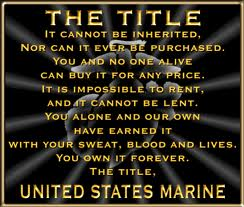 THE TITLE
IT CANNOT BE INHERITED,
NOR CAN IT EVER BE PURCHASED.
YOU AND NO ONE ALIVE
CAN BUY IT FOR ANY PRICE.
IT IS IMPOSSIBLE TO RENT,
AND IT CANNOT BE LENT.
YOU ALONE AND OUR OWN
HAVE EARNED IT
WITH YOUR SWEAT, BLOOD AND LIVES.
YOU OWN IT FOREVER.
THE TITLE,
UNITED STATES MARINE